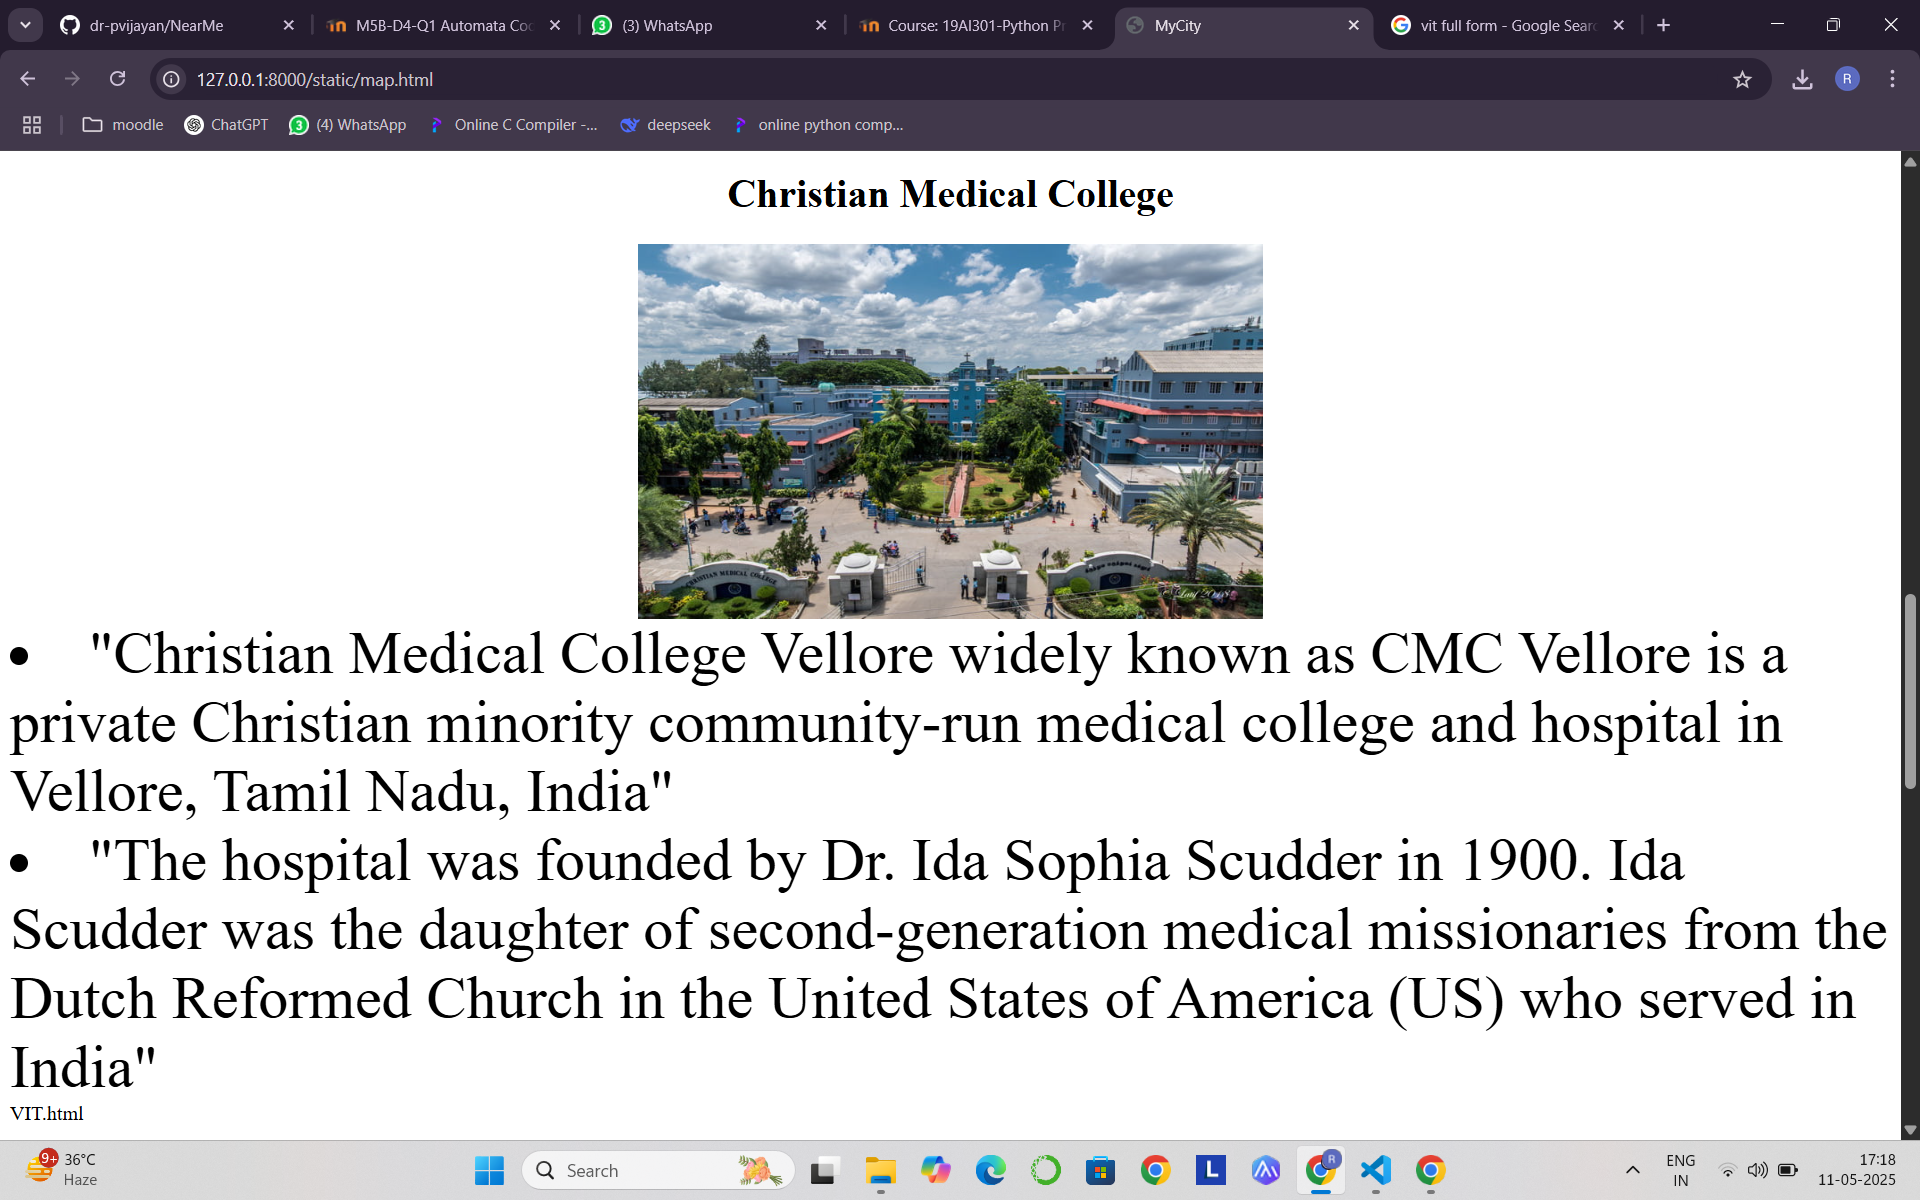 dr-pvijayan/NearMe
M5B-D4-Q1 Automata Co
(3) WhatsApp
Course: 19AI301-Python Pr
MyCity
vit full form - Google Sear
127.0.0.1:8000/static/map.html
R
moodle
ChatGPT
3
(4) WhatsApp
Online C Compiler -...
deepseek
online python comp...
Christian Medical College
CHRISTIAN MEDICAL COLLEGE
• "Christian Medical College Vellore widely known as CMC Vellore is a
private Christian minority community-run medical college and hospital in
Vellore, Tamil Nadu, India"
• "The hospital was founded by Dr. Ida Sophia Scudder in 1900. Ida
Scudder was the daughter of second-generation medical missionaries from the
Dutch Reformed Church in the United States of America (US) who served in
India"
VIT.html
9+
36°C
Haze
Search
L
R
ENG
IN
17:18
11-05-2025